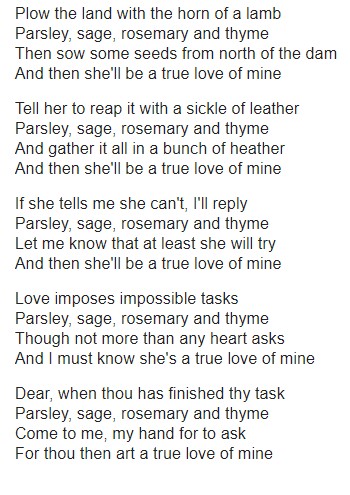 Plow the land with the horn of a lamb
Parsley, sage, rosemary and thyme
Then sow some seeds from north of the dam
And then she'll be a true love of mine

Tell her to reap it with a sickle of leather
Parsley, sage, rosemary and thyme
And gather it all in a bunch of heather
And then she'll be a true love of mine

If she tells me she can't, I'll reply
Parsley, sage, rosemary and thyme
Let me know that at least she will try
And then she'll be a true love of mine

Love imposes impossible tasks
Parsley, sage, rosemary and thyme
Though not more than any heart asks
And I must know she's a true love of mine

Dear, when thou has finished thy task
Parsley, sage, rosemary and thyme
Come to me, my hand for to ask
For thou then art a true love of mine